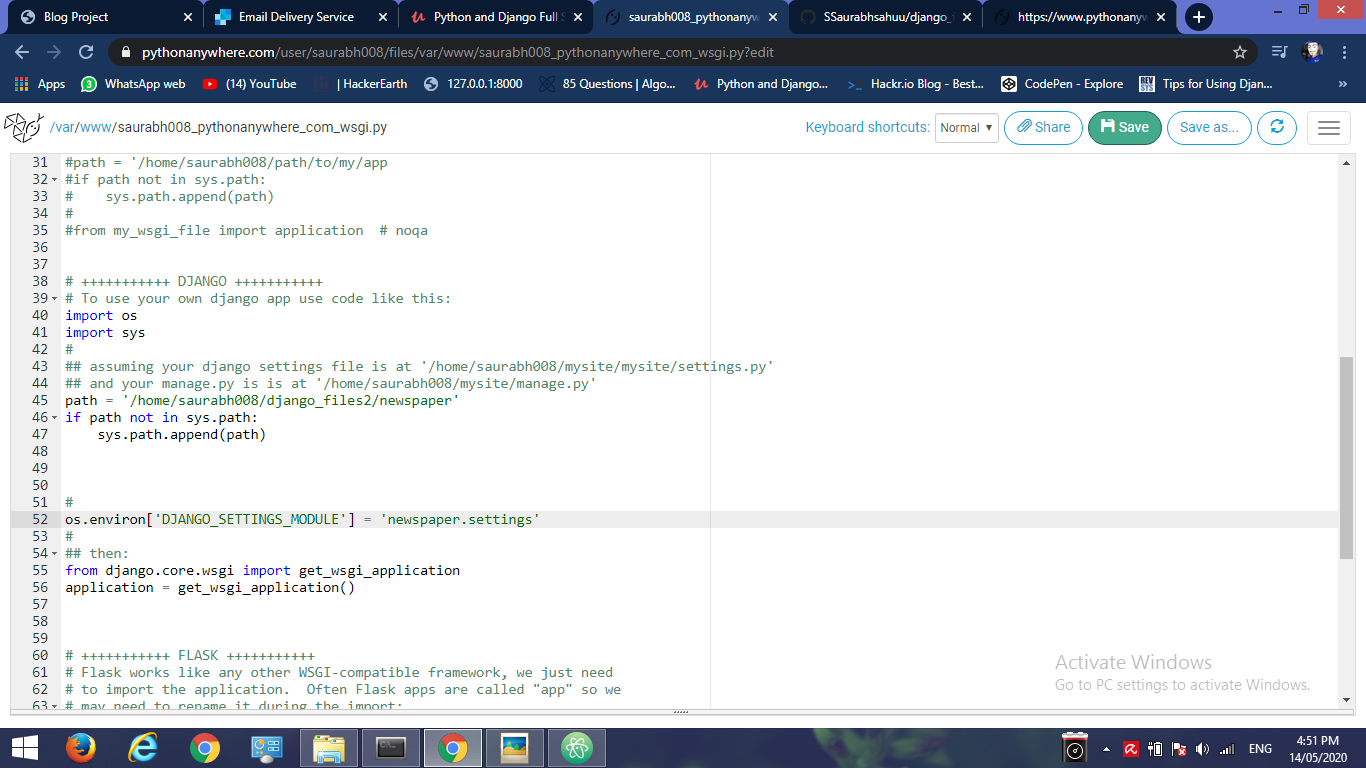 Blog Project
Email Delivery Service
Python and Django Full S
saurabh008_pythonanyw
SSaurabhsahuu/django_
https://www.pythonanyw
pythonanywhere.com/user/saurabh008/files/var/www/saurabh008_pythonanywhere_com_wsgi.py?edit
Apps
3 WhatsApp web
(14) YouTube
| HackerEarth
127.0.0.1:8000
85 Questions | Algo...
Python and Django...
Hackr.io Blog - Best...
CodePen - Explore
Tips for Using Djan...
»
/var/www/saurabh008_pythonanywhere_com_wsgi.py
Keyboard shortcuts: Normal
Share
Save
Save as...
31 #path = '/home/saurabh008/path/to/my/app
32 #if path not in sys.path:
33 #    sys.path.append(path)
34 #
35 #from my_wsgi_file import application  # noqa
36
37
38 # +++++++++++ DJANGO +++++++++++
39 # To use your own django app use code like this:
40 import os
41 import sys
42 #
43 ## assuming your django settings file is at '/home/saurabh008/mysite/mysite/settings.py'
44 ## and your manage.py is is at '/home/saurabh008/mysite/manage.py'
45 path = '/home/saurabh008/django_files2/newspaper'
46 if path not in sys.path:
47     sys.path.append(path)
48
49
50
51 #
52 os.environ['DJANGO_SETTINGS_MODULE'] = 'newspaper.settings'
53 #
54 ## then:
55 from django.core.wsgi import get_wsgi_application
56 application = get_wsgi_application()
57
58
59
60 # +++++++++++ FLASK +++++++++++
61 # Flask works like any other WSGI-compatible framework, we just need
62 # to import the application.  Often Flask apps are called "app" so we
63 # may need to rename it during the import:
Activate Windows
Go to PC settings to activate Windows.
ENG
4:51 PM
14/05/2020